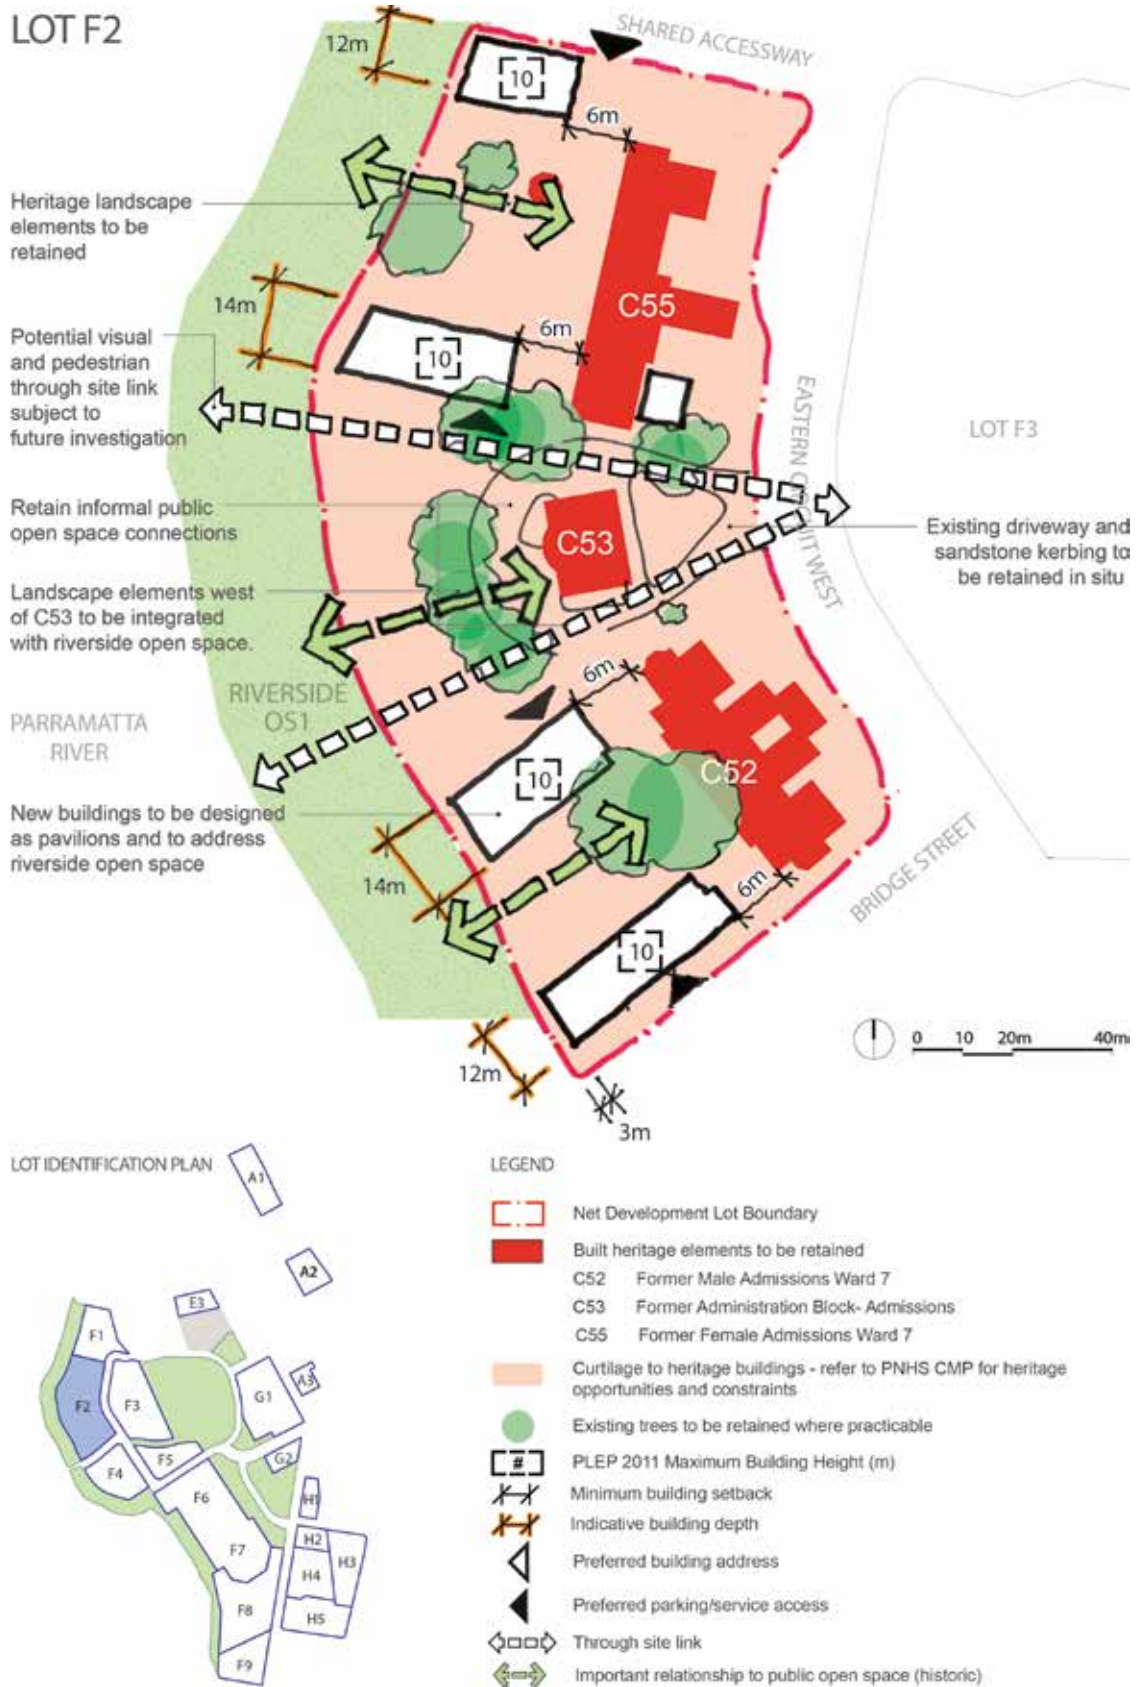 LOT F2
SHARED ACCESSWAY
12m
10
6m
Heritage landscape
elements to be
retained
14m
C55
6m
10
Potential visual
and pedestrian
through site link
subject to
future investigation
EASTERN CIRCUIT WEST
LOT F3
Retain informal public
open space connections
C53
Existing driveway and
sandstone kerbing to
be retained in situ
Landscape elements west
of C53 to be integrated
with riverside open space.
6m
RIVERSIDE
OS1
PARRAMATTA
RIVER
C52
10
New buildings to be designed
as pavilions and to address
riverside open space
14m
6m
BRIDGE STREET
10
12m
3m
0 10 20m 40m
LOT IDENTIFICATION PLAN
A1
A2
E3
F1
F2
F3
G1
A3
F4
F5
G2
F6
H1
F7
H2
H3
H4
F8
H5
F9
LEGEND
Net Development Lot Boundary
Built heritage elements to be retained
C52 Former Male Admissions Ward 7
C53 Former Administration Block- Admissions
C55 Former Female Admissions Ward 7
Curtilage to heritage buildings - refer to PNHS CMP for heritage
opportunities and constraints
Existing trees to be retained where practicable
# PLEP 2011 Maximum Building Height (m)
Minimum building setback
Indicative building depth
Preferred building address
Preferred parking/service access
Through site link
Important relationship to public open space (historic)